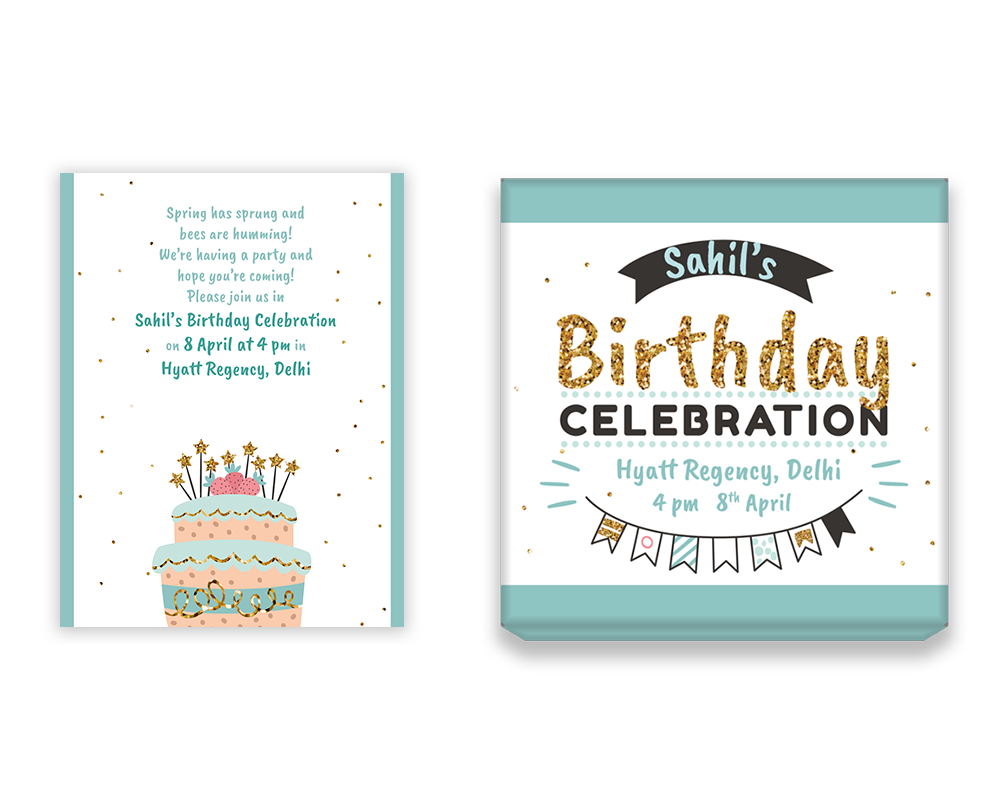 Spring has sprung and
bees are humming!
We're having a party and
hope you're coming!
Please join us in
Sahil's Birthday Celebration
on 8 April at 4 pm in
Hyatt Regency, Delhi
Sahil's
Birthday
CELEBRATION
Hyatt Regency, Delhi
4 pm 8th April